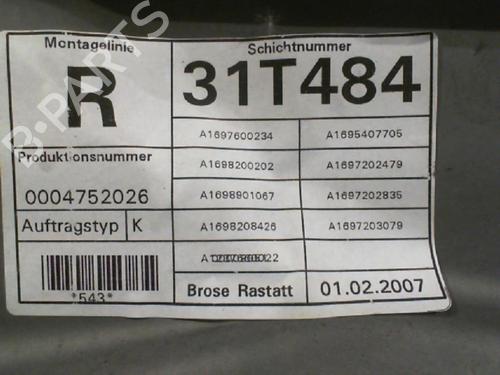 Montagelinie
Schichtnummer
R
31T484
A1697600234
A1695407705
Produktionsnummer
A1698200202
A1697202479
0004752026
A1698901067
A1697202835
Auftragstyp
K
A1698208426
A1697203079
*543*
Brose Rastatt
01.02.2007
B-PARTS